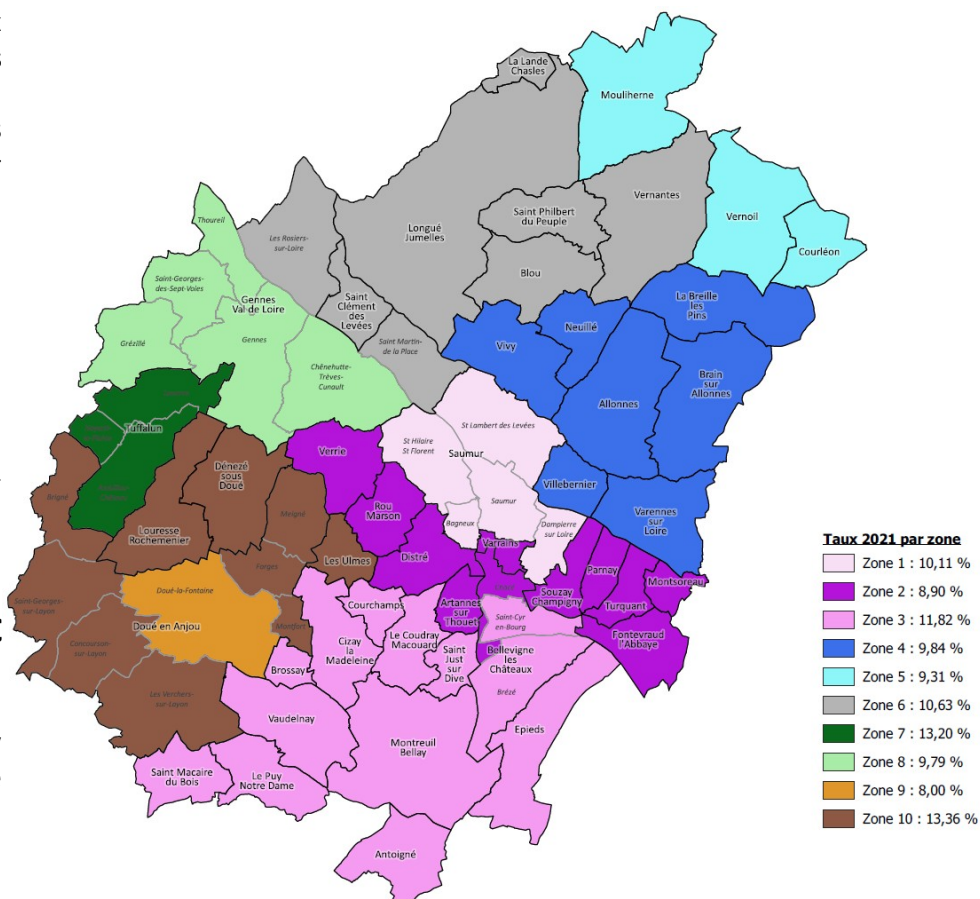 La Lande
Chasles
Mouliherne
Vernantes
Saint Philbert
du Peuple
Longué
Jumelles
Blou
Vernoil
Courléon
Thoureil
Les Rosiers-
sur-Loire
Saint-Georges-
des-Sept-Voies
Gennes
Val de Loire
Saint
Clément
des
Levées
La Breille
les
Pins
Grézillé
Gennes
Saint Martin-
de la Place
Vivy
Neuillé
Chênehutte-
Trèves-
Cunault
Brain
sur
Allonnes
Allonnes
Tuffalun
St Lambert des Levées
St Hilaire
St Florent
Saumur
Verrie
Dénezé
sous
Doué
Villebernier
Saumur
Brigné
Meigné
Rou
Marson
Bagneux
Dampierre
sur Loire
Varennes
sur
Loire
Louresse
Rochemenier
Les Ulmes
Distré
Varrains
Forges
Parnay
Montsoreau
Doué-la-Fontaine
Souzay
Champigny
Saint-Georges-
sur-Layon
Courchamps
Artannes
sur
Thouet
Turquant
Doué en Anjou
Montfort
Saint-Cyr
en-Bourg
Le Coudray
Macouard
Fontevraud
l'Abbaye
Concourson-
sur-Layon
Cizay
la
Madeleine
Saint
Just
sur
Dive
Bellevigne
les
Châteaux
Brossay
Brézé
Les Verchers-
sur-Layon
Vaudelnay
Epieds
Montreuil
Bellay
Saint Macaire
du Bois
Le Puy
Notre Dame
Antoigné
Taux 2021 par zone
Zone 1 : 10,11 %
Zone 2 : 8,90 %
Zone 3 : 11,82 %
Zone 4 : 9,84 %
Zone 5 : 9,31 %
Zone 6 : 10,63 %
Zone 7 : 13,20 %
Zone 8 : 9,79 %
Zone 9 : 8,00 %
Zone 10 : 13,36 %